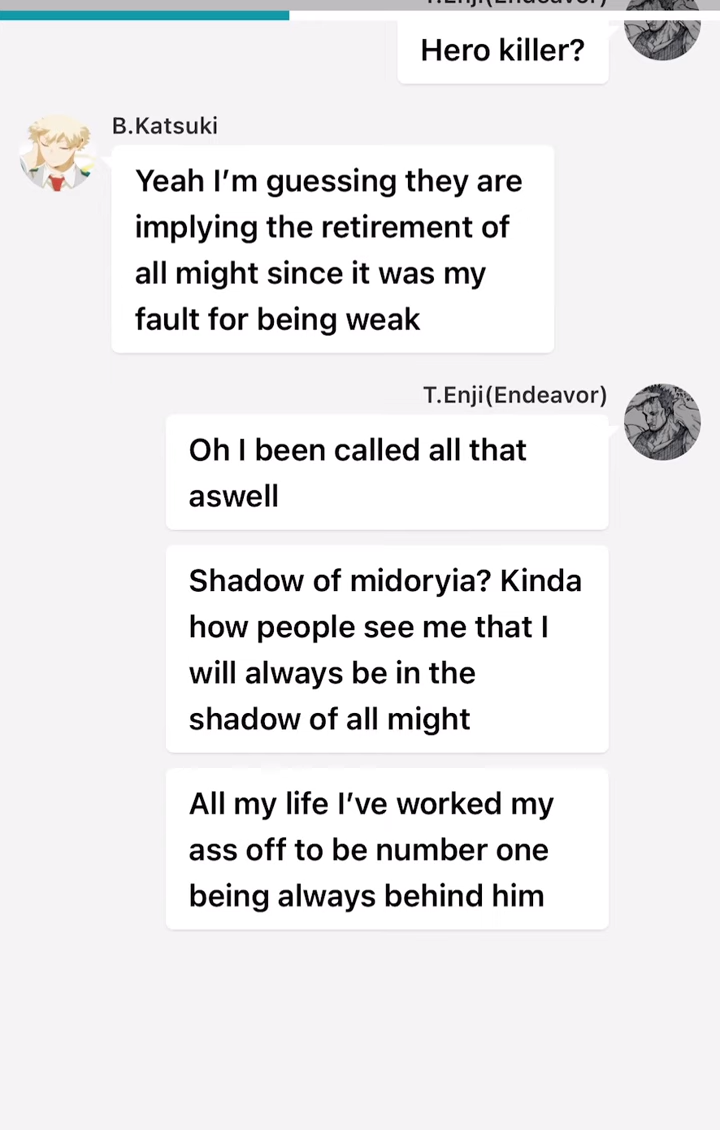 T.Enji(Endeavor)
Hero killer?
B.Katsuki
Yeah I’m guessing they are
implying the retirement of
all might since it was my
fault for being weak
T.Enji(Endeavor)
Oh I been called all that
aswell
Shadow of midoryia? Kinda
how people see me that I
will always be in the
shadow of all might
All my life I’ve worked my
ass off to be number one
being always behind him